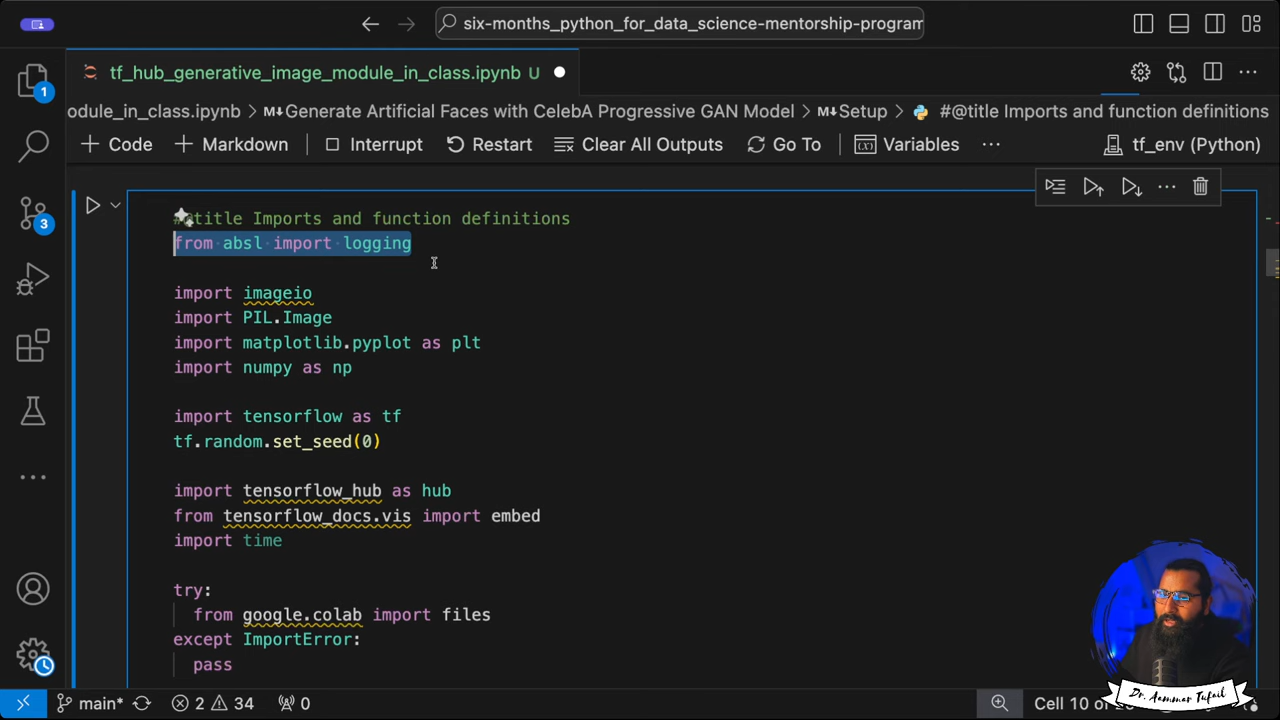 six-months_python_for_data_science-mentorship-program
tf_hub_generative_image_module_in_class.ipynb U
odule_in_class.ipynb > Generate Artificial Faces with CelebA Progressive GAN Model > Setup > #@title Imports and function definitions
Code Markdown Interrupt Restart Clear All Outputs Go To Variables ... tf_env (Python)
title Imports and function definitions
from absl import logging
import imageio
import PIL.Image
import matplotlib.pyplot as plt
import numpy as np
import tensorflow as tf
tf.random.set_seed(0)
import tensorflow_hub as hub
from tensorflow_docs.vis import embed
import time
try:
from google.colab import files
except ImportError:
pass
1
3
main* 2 34 0 Cell 10 of
Dr. Aammar Tufail